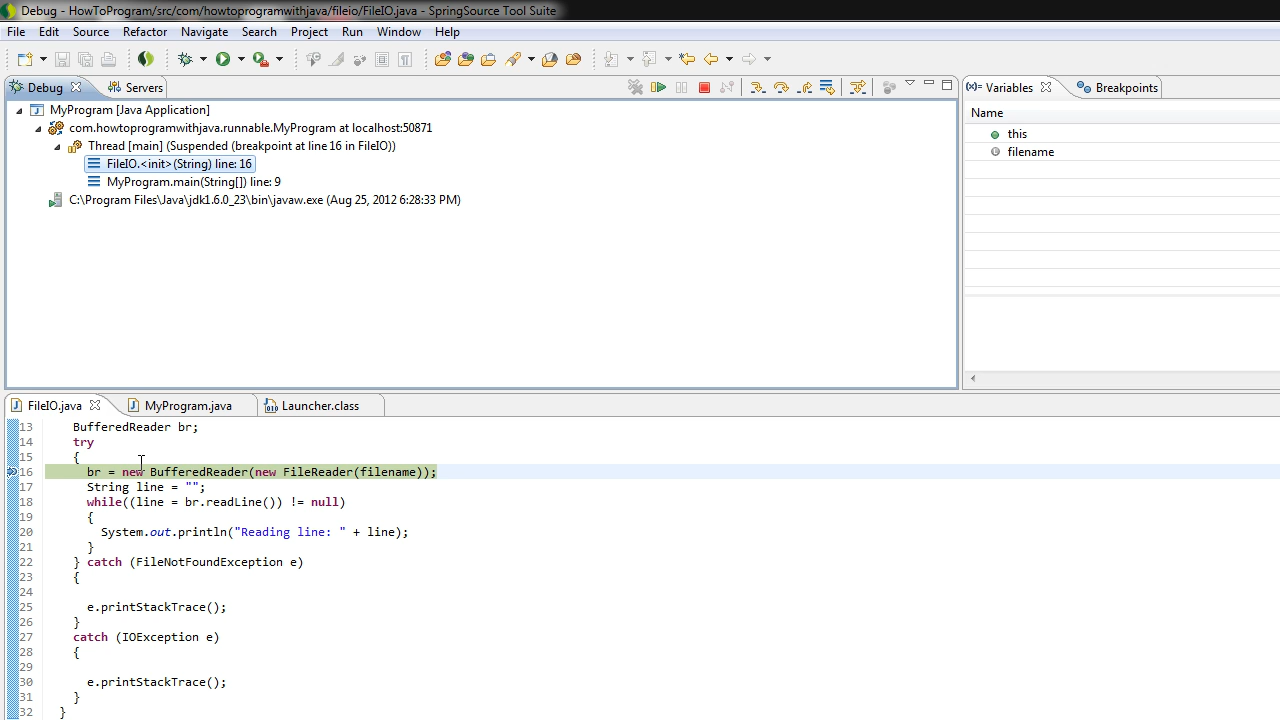 Debug - HowToProgram/src/com/howtoprogramwithjava/fileio/FileIO.java - SpringSource Tool Suite
File Edit Source Refactor Navigate Search Project Run Window Help
Debug Servers
(x)= Variables Breakpoints
MyProgram [Java Application]
com.howtoprogramwithjava.runnable.MyProgram at localhost:50871
Thread [main] (Suspended (breakpoint at line 16 in FileIO))
FileIO.<init>(String) line: 16
MyProgram.main(String[]) line: 9
C:\Program Files\Java\jdk1.6.0_23\bin\javaw.exe (Aug 25, 2012 6:28:33 PM)
Name
this
filename
FileIO.java MyProgram.java Launcher.class
13 BufferedReader br;
14 try
15 {
16 br = new BufferedReader(new FileReader(filename));
17 String line = "";
18 while((line = br.readLine()) != null)
19 {
20 System.out.println("Reading line: " + line);
21 }
22 } catch (FileNotFoundException e)
23 {
24
25 e.printStackTrace();
26 }
27 catch (IOException e)
28 {
29
30 e.printStackTrace();
31 }
32 }